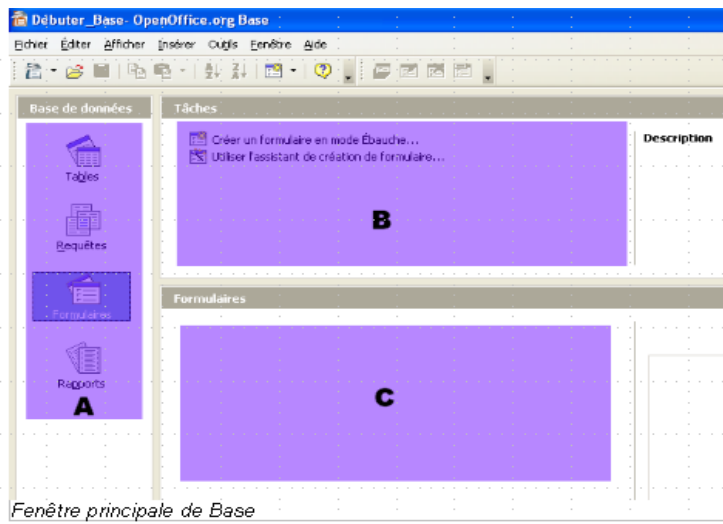 Débuter_Base- OpenOffice.org Base
Fichier Éditer Afficher Insérer Outils Fenêtre Aide
Base de données
Tâches
Créer un formulaire en mode Ébauche...
Utiliser l'assistant de création de formulaire...
Description
Tables
B
Requêtes
Formulaires
Formulaires
Rapports
A
C
Fenêtre principale de Base